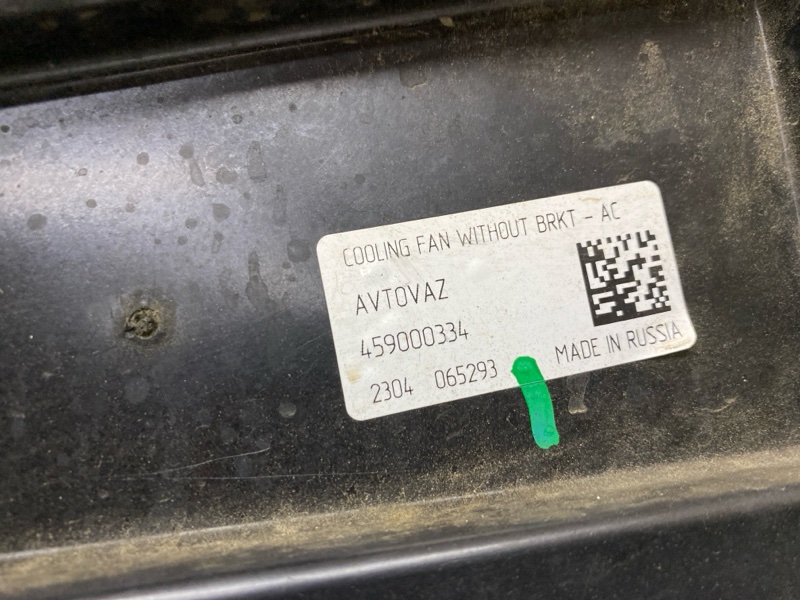 COOLING FAN WITHOUT BRKT - AC
AVTOVAZ
459000334
2304 065293
MADE IN RUSSIA